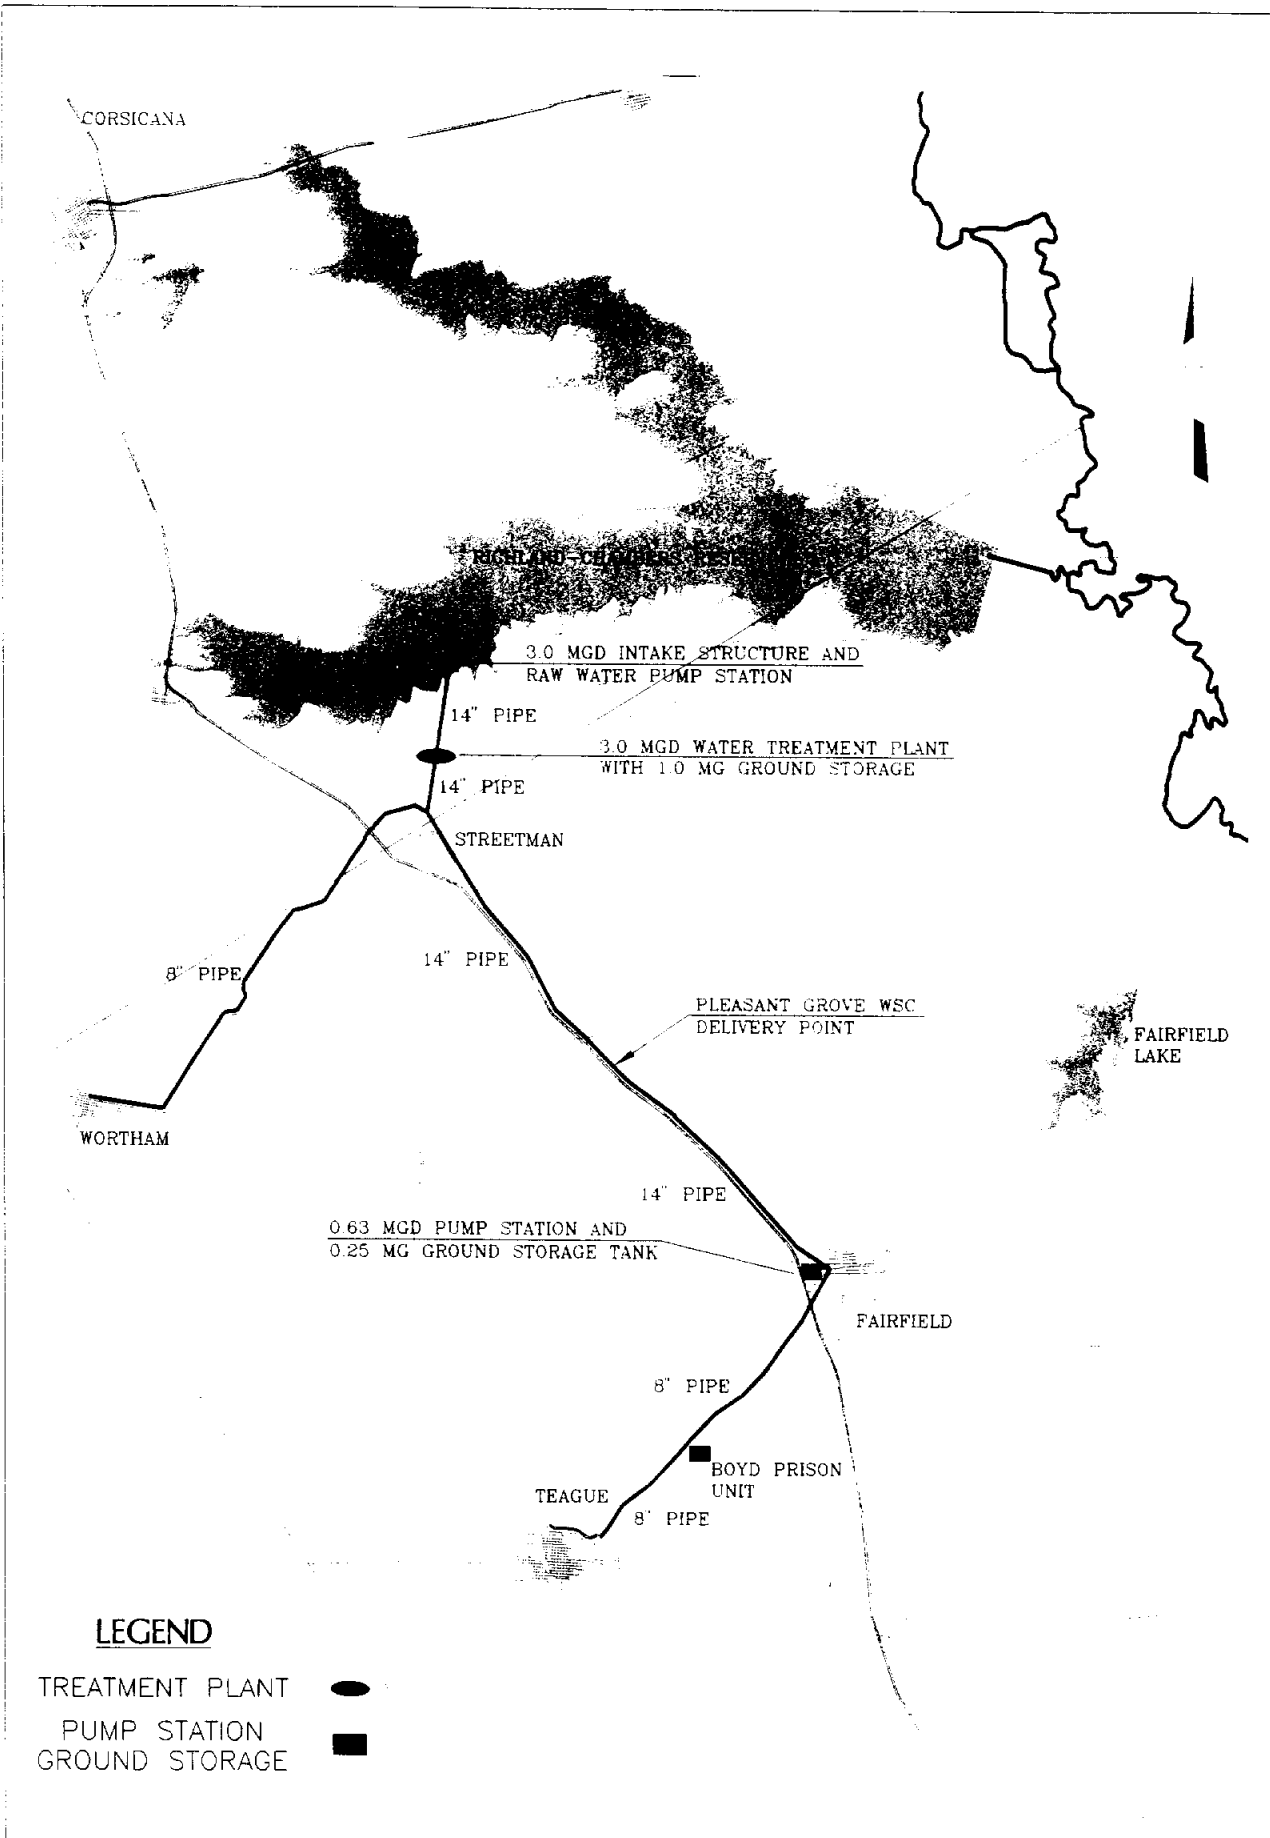 CORSICANA
RICHLAND-CHAMBERS
3.0 MGD INTAKE STRUCTURE AND
RAW WATER PUMP STATION
14" PIPE
3.0 MGD WATER TREATMENT PLANT
WITH 1.0 MG GROUND STORAGE
14" PIPE
STREETMAN
14" PIPE
8" PIPE
PLEASANT GROVE WSC
DELIVERY POINT
FAIRFIELD
LAKE
WORTHAM
14" PIPE
0.63 MGD PUMP STATION AND
0.25 MG GROUND STORAGE TANK
FAIRFIELD
8" PIPE
BOYD PRISON
UNIT
TEAGUE
8" PIPE
LEGEND
TREATMENT PLANT
PUMP STATION
GROUND STORAGE